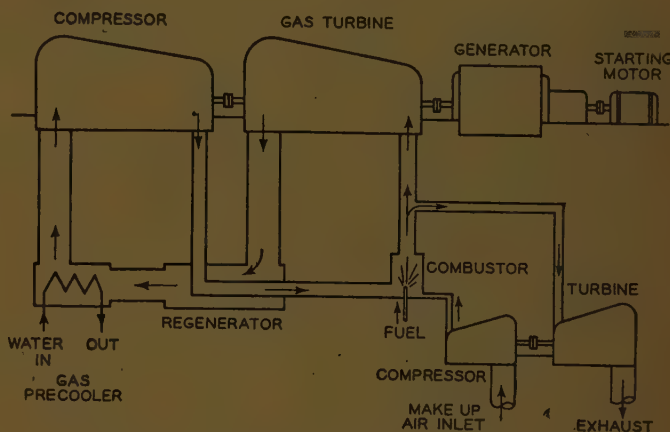 COMPRESSOR
GAS TURBINE
GENERATOR
STARTING
MOTOR
COMBUSTOR
TURBINE
REGENERATOR
FUEL
WATER
IN
OUT
GAS
PRECOOLER
COMPRESSOR
MAKE UP
AIR INLET
EXHAUST